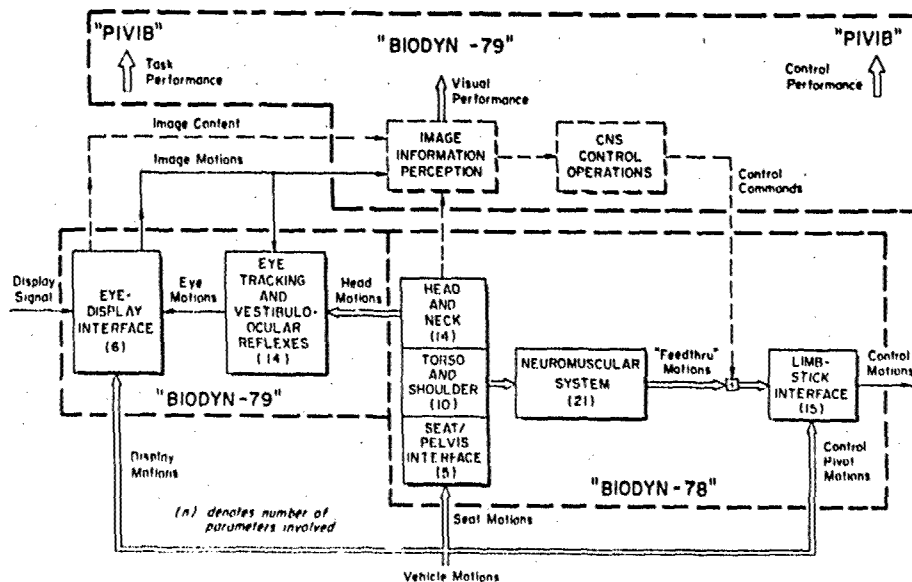 "PIVIB"
"BIODYN -79"
"PIVIB"
Task
Performance
Visual
Performance
Control
Performance
Image Content
Image Motions
IMAGE
INFORMATION
PERCEPTION
CNS
CONTROL
OPERATIONS
Control
Commands
Display
Signal
EYE-
DISPLAY
INTERFACE
(6)
Eye
Motions
EYE
TRACKING
AND
VESTIBULO-
OCULAR
REFLEXES
(14)
Head
Motions
HEAD
AND
NECK
(14)
TORSO AND
SHOULDER
(10)
SEAT/
PELVIS
INTERFACE
(5)
NEUROMUSCULAR
SYSTEM
(21)
"Feedthru"
Motions
+
LIMB-
STICK
INTERFACE
(15)
Control
Motions
"BIODYN-79"
Display
Motions
"BIODYN-78"
Control
Pivot
Motions
(n) denotes number of
parameters involved
Seat Motions
Vehicle Motions